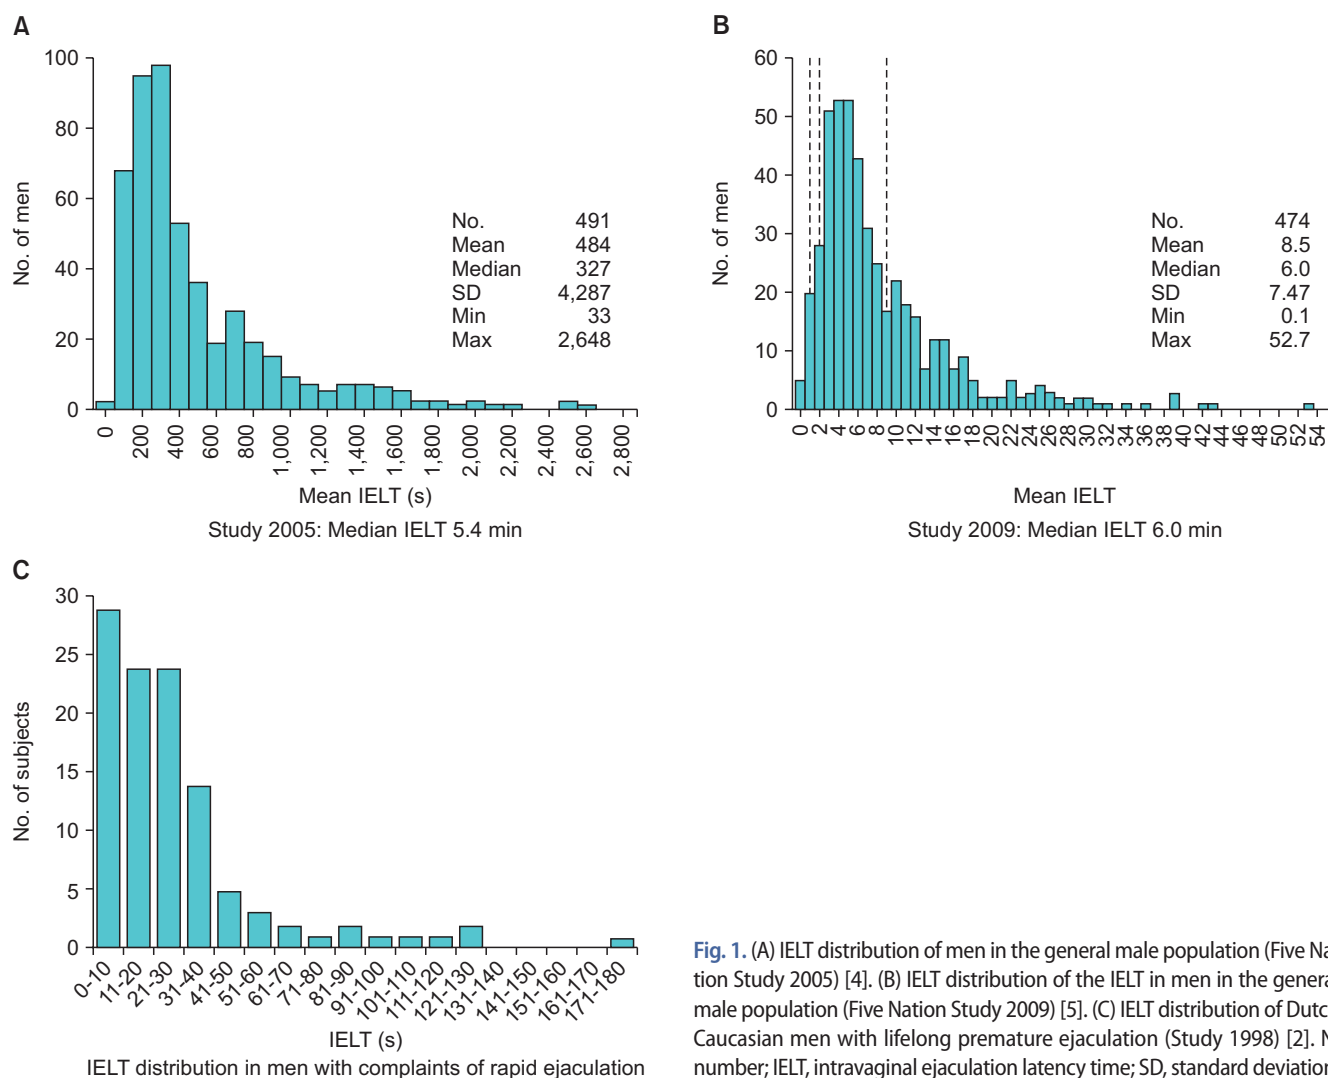 A
100
80
60
40
20
0
No. of men
No. 491
Mean 484
Median 327
SD 4,287
Min 33
Max 2,648
0 200 400 600 800 1,000 1,200 1,400 1,600 1,800 2,000 2,200 2,400 2,600 2,800
Mean IELT (s)
Study 2005: Median IELT 5.4 min
B
60
50
40
30
20
10
0
No. of men
No. 474
Mean 8.5
Median 6.0
SD 7.47
Min 0.1
Max 52.7
0 2 4 6 8 10 12 14 16 18 20 22 24 26 28 30 32 34 36 38 40 42 44 46 48 50 52 54
Mean IELT
Study 2009: Median IELT 6.0 min
C
30
25
20
15
10
5
0
No. of subjects
0-10 11-20 21-30 31-40 41-50 51-60 61-70 71-80 81-90 91-100 101-110 111-120 121-130 131-140 141-150 151-160 161-170 171-180
IELT (s)
IELT distribution in men with complaints of rapid ejaculation
Fig. 1. (A) IELT distribution of men in the general male population (Five Na
tion Study 2005) [4]. (B) IELT distribution of the IELT in men in the general
male population (Five Nation Study 2009) [5]. (C) IELT distribution of Dutc
Caucasian men with lifelong premature ejaculation (Study 1998) [2]. N
number; IELT, intravaginal ejaculation latency time; SD, standard deviation